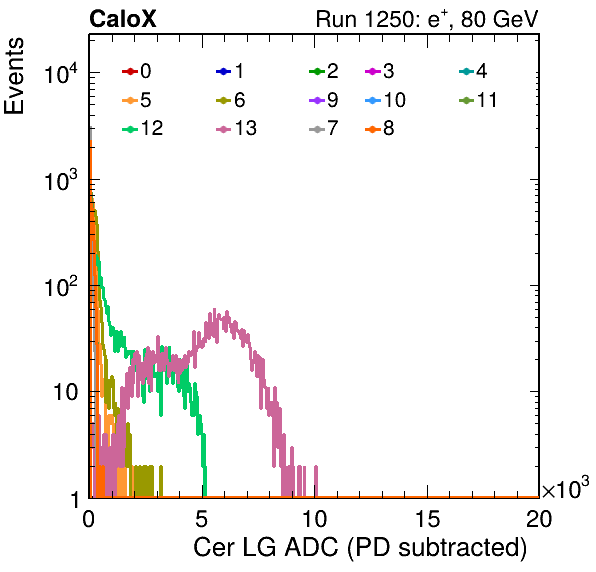 CaloX Run 1250: e⁺, 80 GeV
Events
10⁴
0 1 2 3 4
5 6 9 10 11
12 13 7 8
10³
10²
10
1
0 5 10 15 20
×10³
Cer LG ADC (PD subtracted)